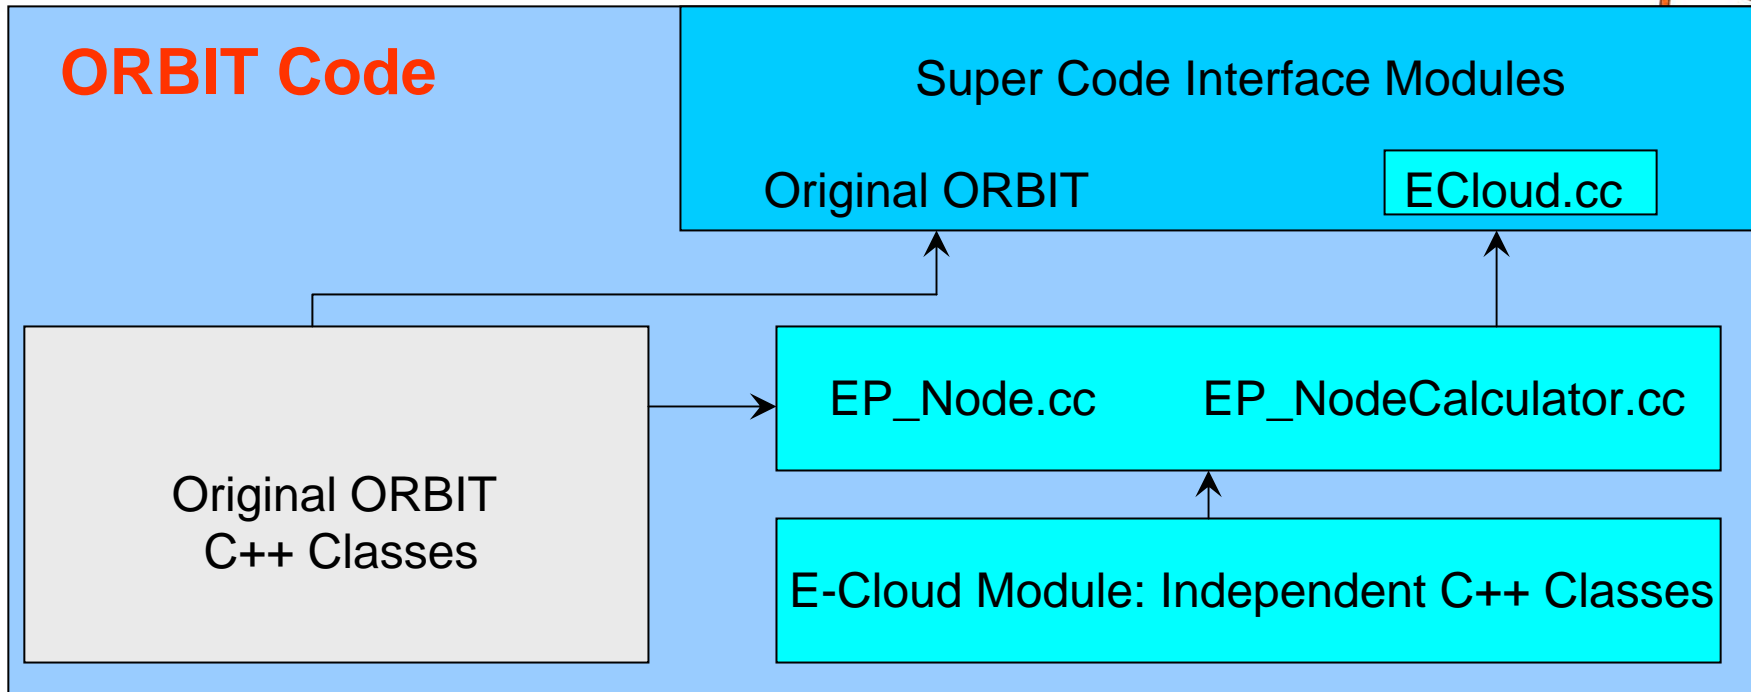 ORBIT Code
Super Code Interface Modules
Original ORBIT
ECloud.cc
EP_Node.cc
EP_NodeCalculator.cc
Original ORBIT
C++ Classes
E-Cloud Module: Independent C++ Classes